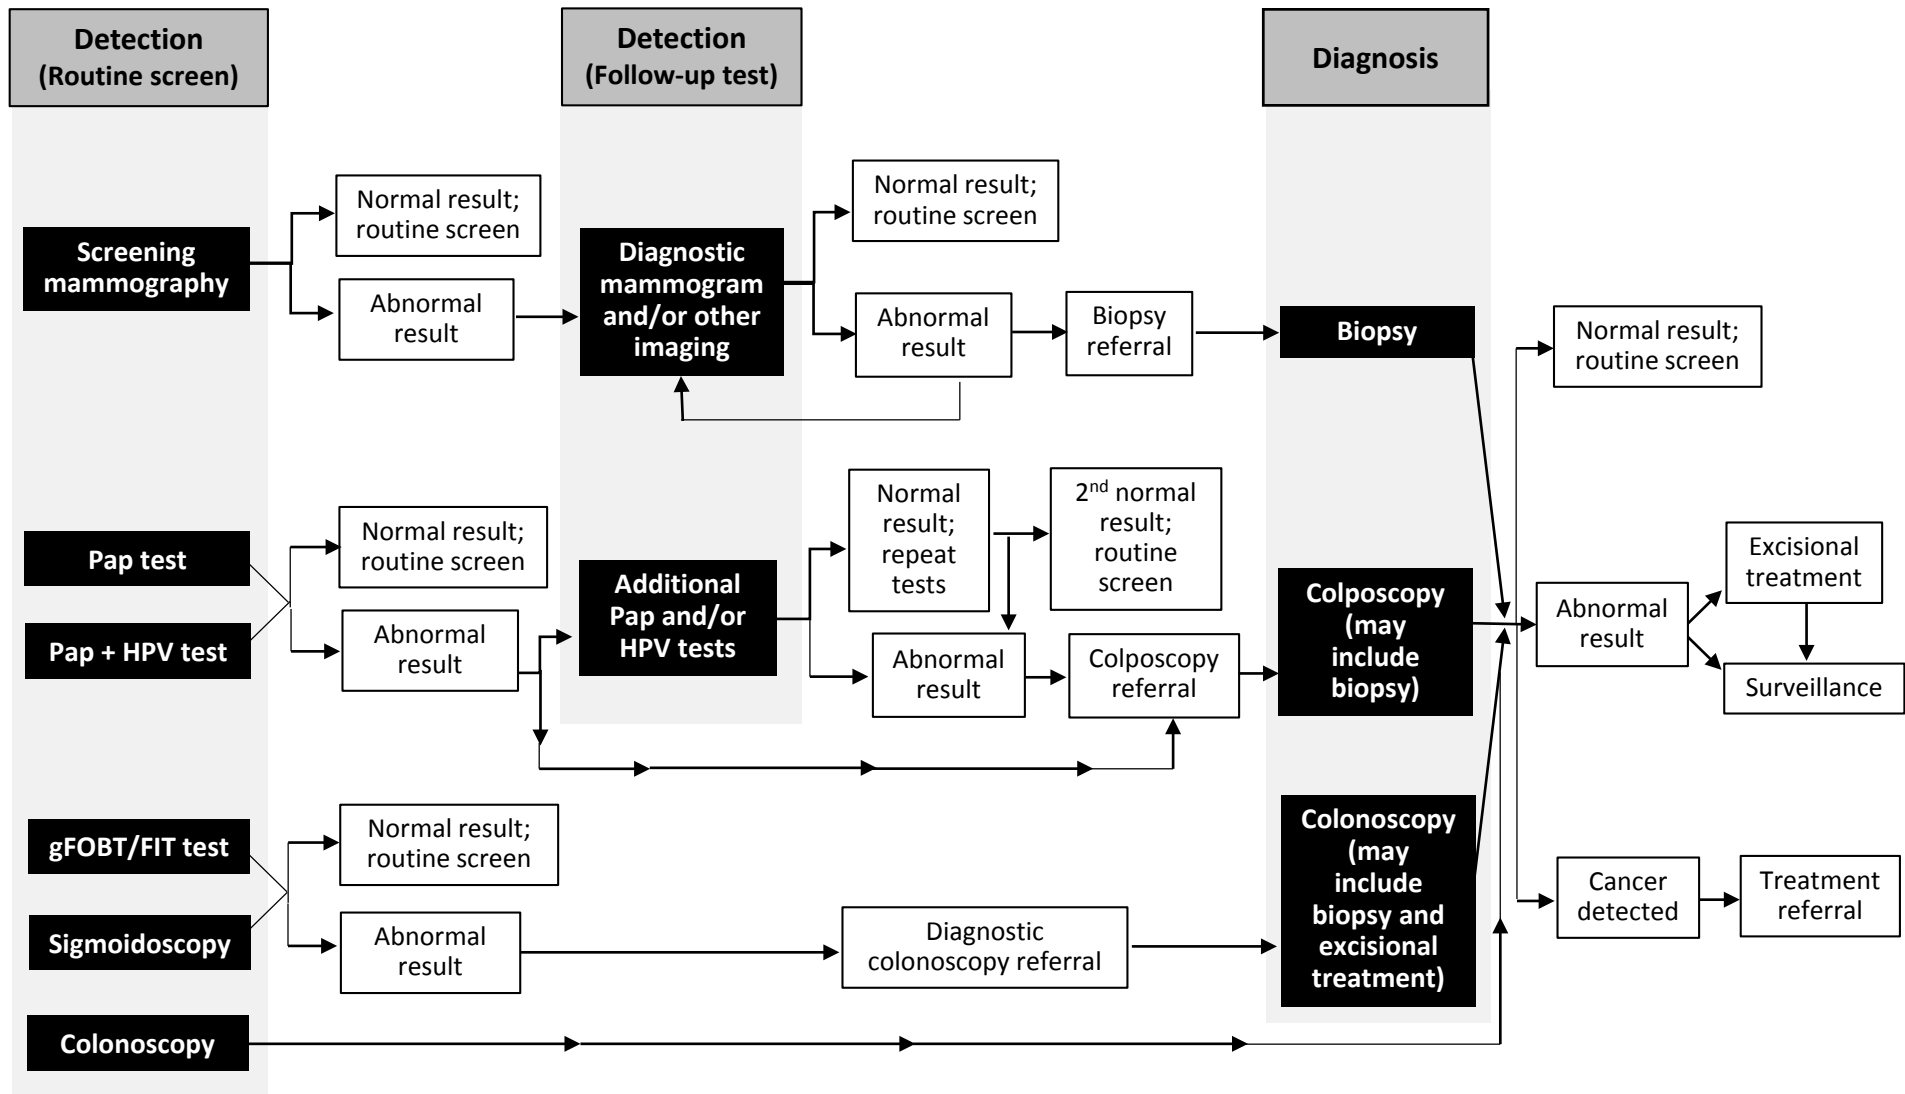 Detection
(Routine screen)
Detection
(Follow-up test)
Diagnosis
Screening
mammography
Normal result;
routine screen
Abnormal
result
Diagnostic
mammogram
and/or other
imaging
Normal result;
routine screen
Abnormal
result
Biopsy
referral
Biopsy
Normal result;
routine screen
Pap test
Pap + HPV test
Normal result;
routine screen
Abnormal
result
Additional
Pap and/or
HPV tests
Normal
result;
repeat
tests
2nd normal
result;
routine
screen
Abnormal
result
Colposcopy
referral
Colposcopy
(may
include
biopsy)
Abnormal
result
Excisional
treatment
Surveillance
gFOBT/FIT test
Sigmoidoscopy
Normal result;
routine screen
Abnormal
result
Diagnostic
colonoscopy referral
Colonoscopy
(may
include
biopsy and
excisional
treatment)
Cancer
detected
Treatment
referral
Colonoscopy